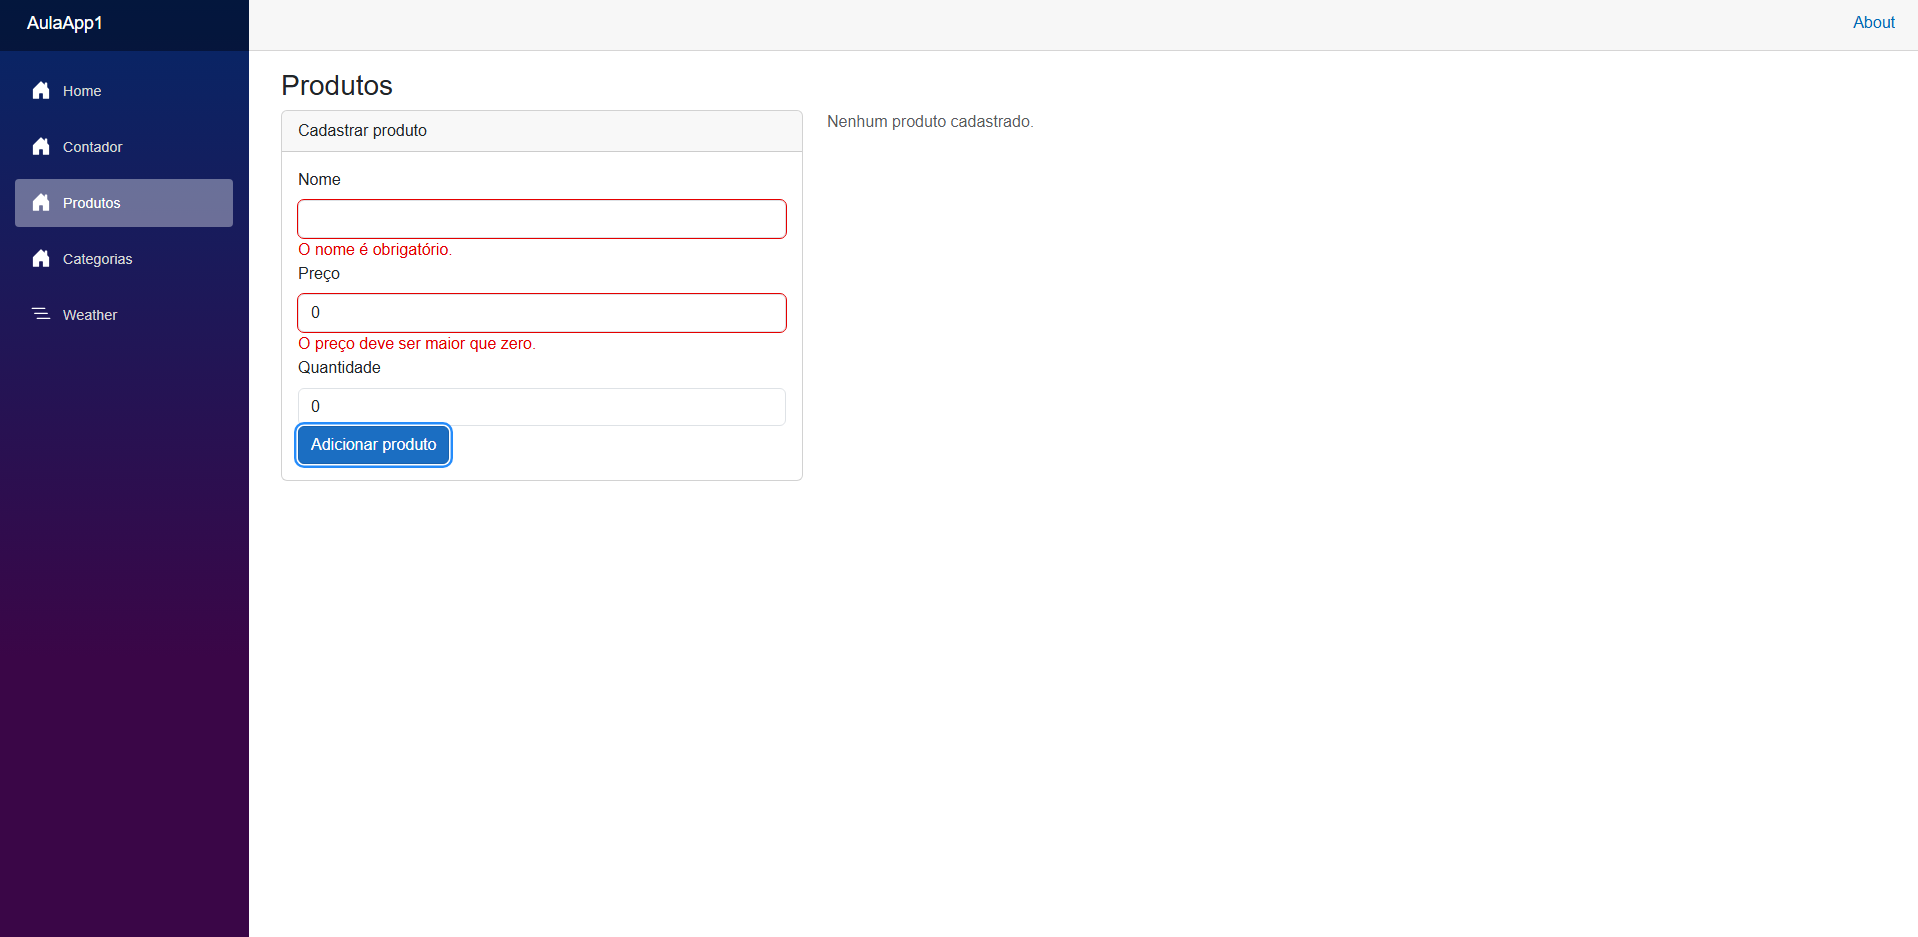 AulaApp1
About
Home
Contador
Produtos
Categorias
Weather
Produtos
Cadastrar produto
Nome
O nome é obrigatório.
Preço
0
O preço deve ser maior que zero.
Quantidade
0
Adicionar produto
Nenhum produto cadastrado.